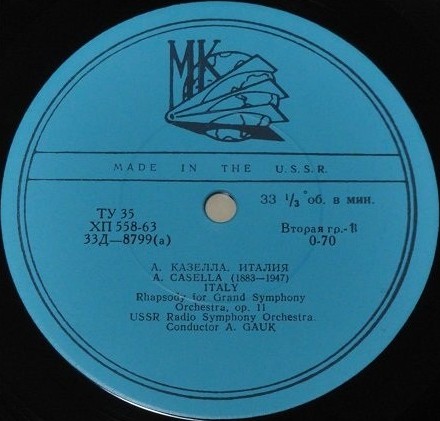 МК
MADE IN THE U.S.S.R.
33 1/3 об. в мин.
ТУ 35
ХП 558-63
33Д—8799(а)
Вторая гр.-
0-70
А. КАЗЕЛЛА. ИТАЛИЯ
A. CASELLA (1883—1947)
ITALY
Rhapsody for Grand Symphony
Orchestra, op. 11
USSR Radio Symphony Orchestra.
Conductor A. GAUK